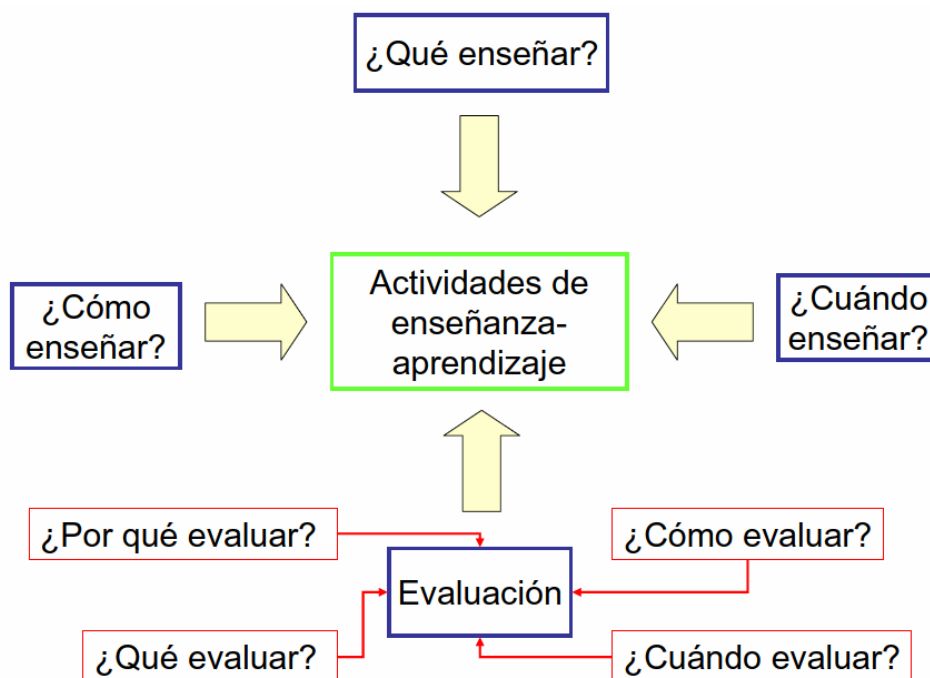 ¿Qué enseñar?
¿Cómo
enseñar?
Actividades de
enseñanza-
aprendizaje
¿Cuándo
enseñar?
¿Por qué evaluar?
¿Cómo evaluar?
Evaluación
¿Qué evaluar?
¿Cuándo evaluar?